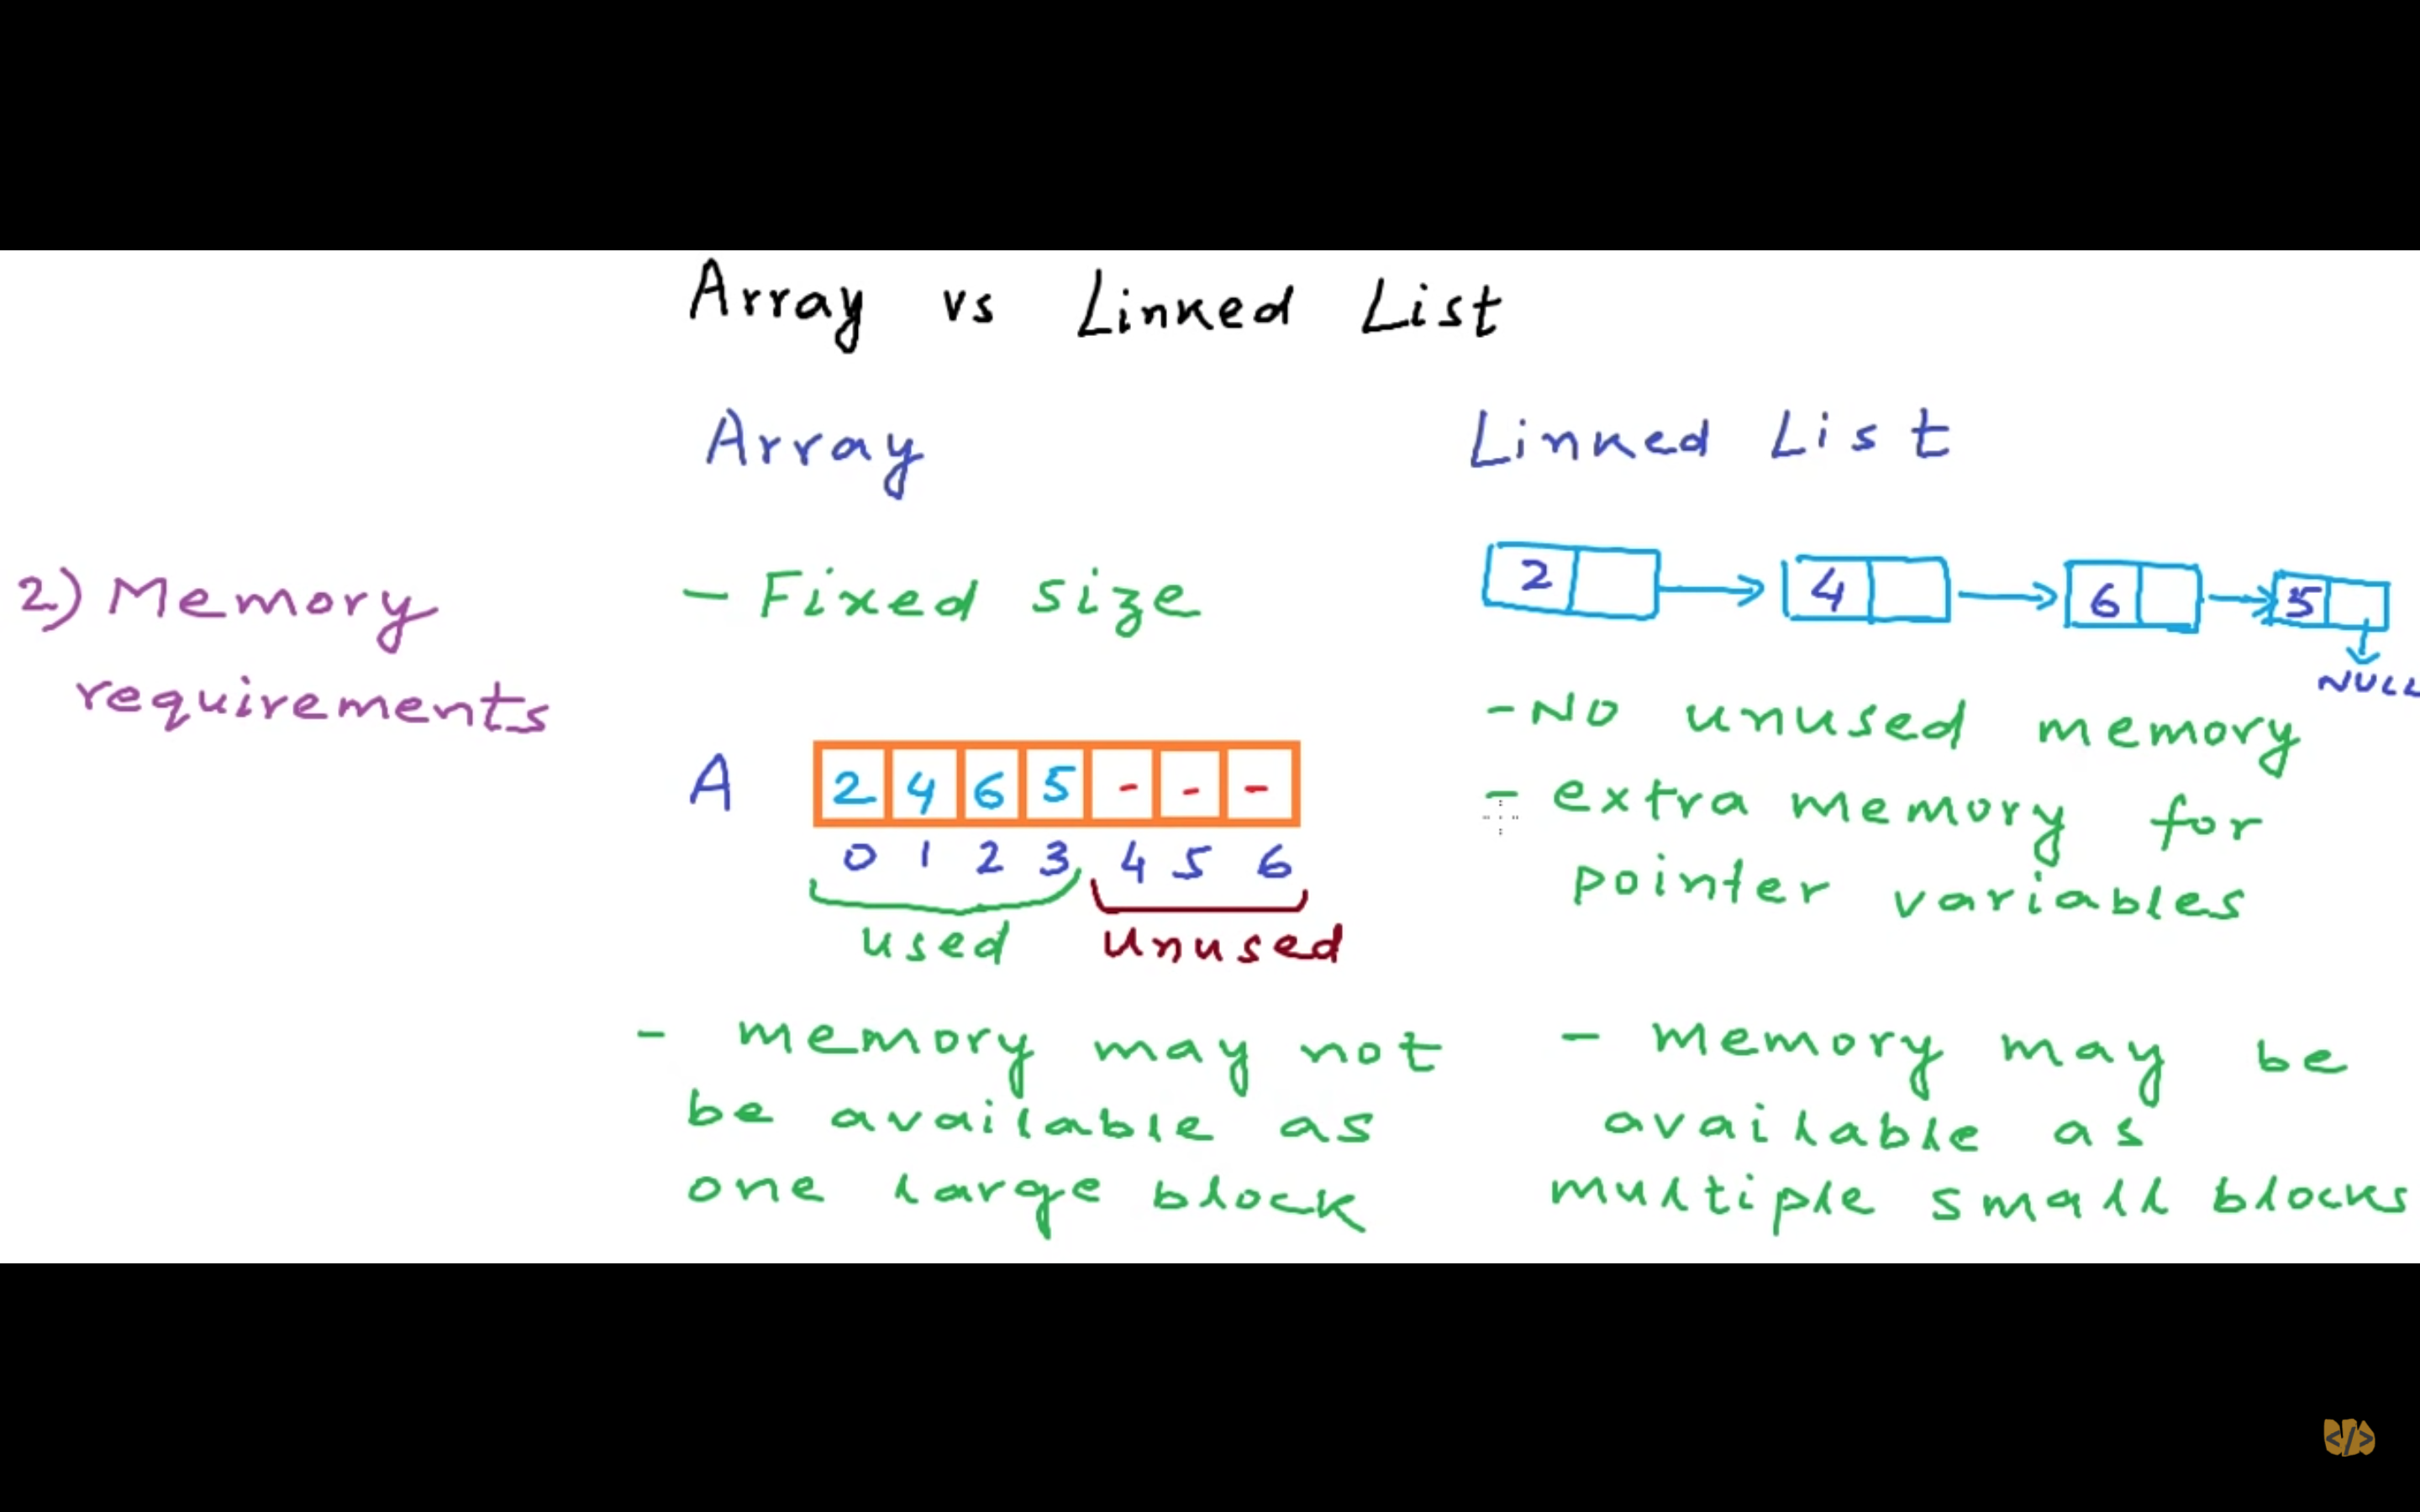 Array vs Linked List
Array
Linked List
2) Memory
requirements
- Fixed size
A
2 4 6 5 - - -
0 1 2 3 4 5 6
used unused
- memory may not
be available as
one large block
2 4 6 5
NULL
- No unused memory
- extra memory for
pointer variables
- memory may be
available as
multiple small blocks
</>